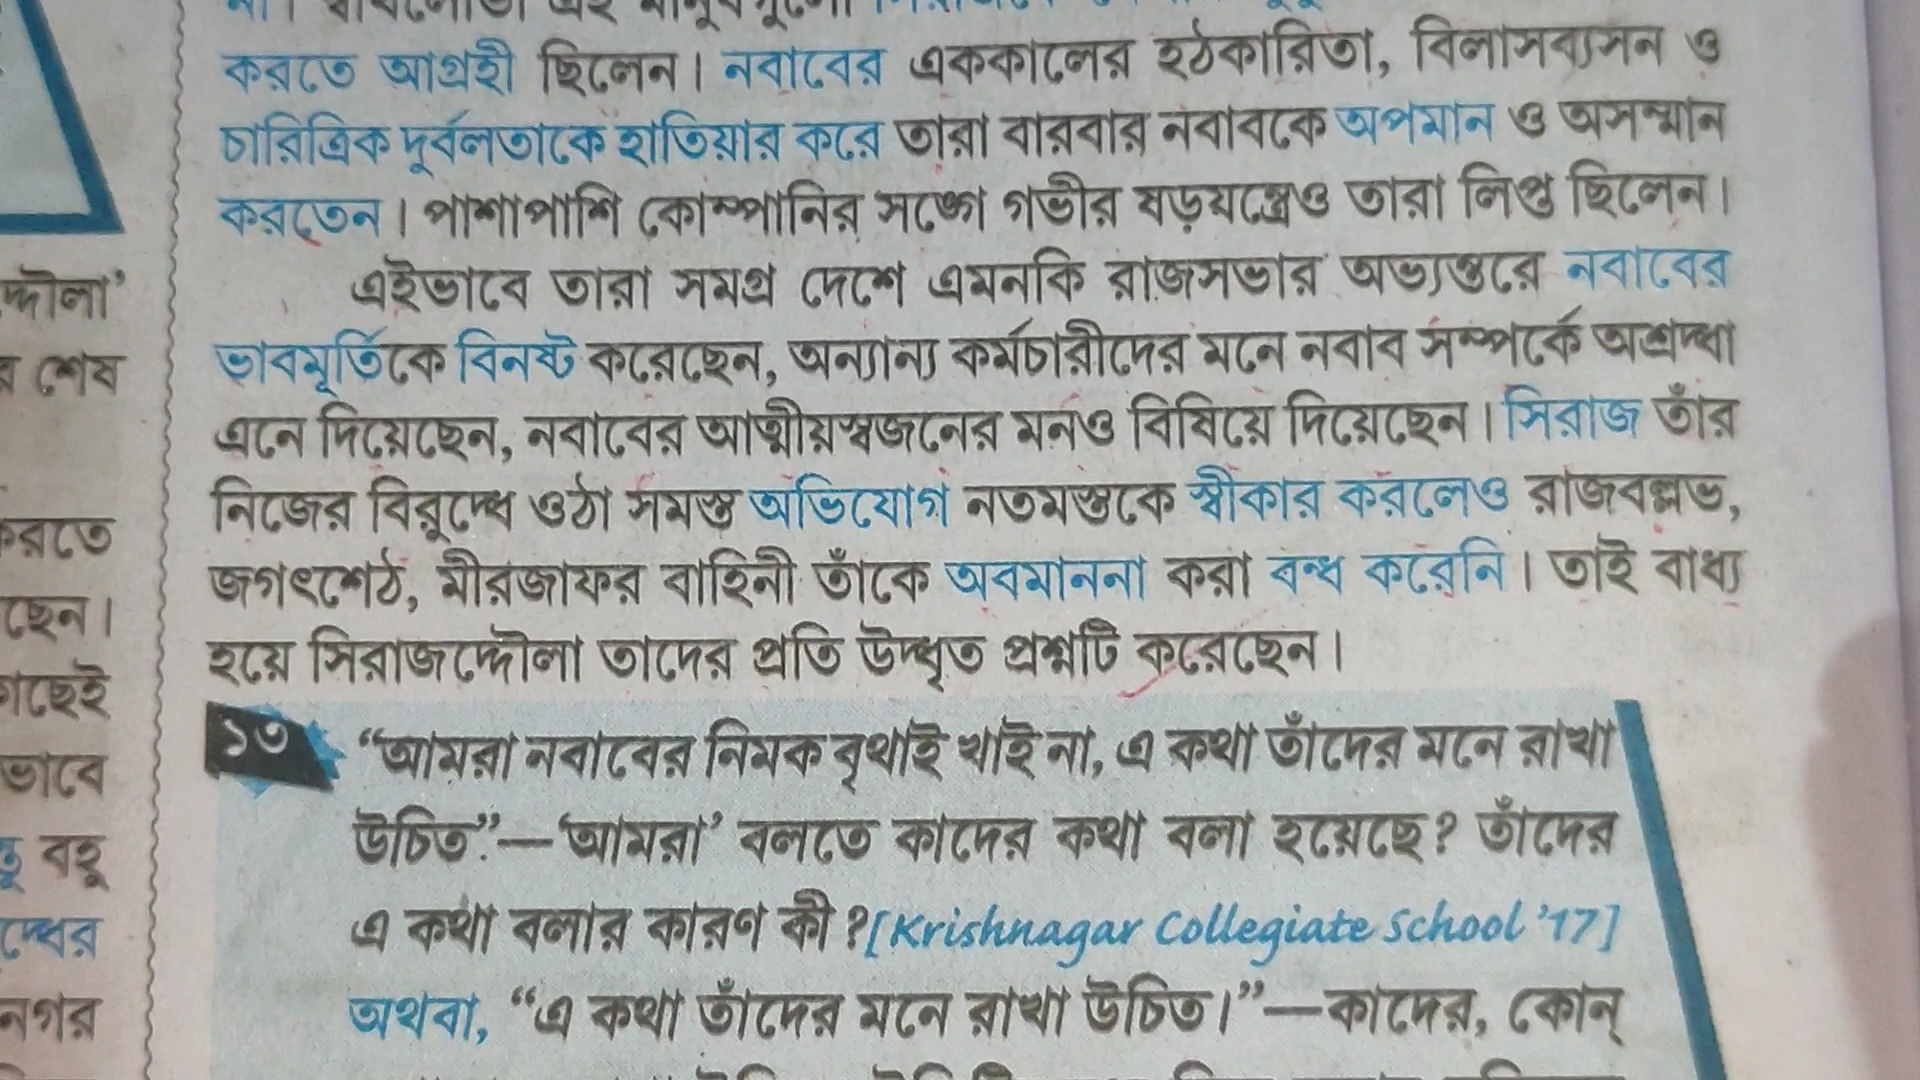 করতে আগ্রহী ছিলেন। নবাবের এককালের হঠকারিতা, বিলাসব্যসন ও
চারিত্রিক দুর্বলতাকে হাতিয়ার করে তারা বারবার নবাবকে অপমান ও অসম্মান
করতেন। পাশাপাশি কোম্পানির সঙ্গে গভীর ষড়যন্ত্রেও তারা লিপ্ত ছিলেন।
এইভাবে তারা সমগ্র দেশে এমনকি রাজসভার অভ্যন্তরে নবাবের
ভাবমূর্তিকে বিনষ্ট করেছেন, অন্যান্য কর্মচারীদের মনে নবাব সম্পর্কে অশ্রদ্ধা
এনে দিয়েছেন, নবাবের আত্মীয়স্বজনের মনও বিষিয়ে দিয়েছেন। সিরাজ তাঁর
নিজের বিরুদ্ধে ওঠা সমস্ত অভিযোগ নতমস্তকে স্বীকার করলেও রাজবল্লভ,
জগৎশেঠ, মীরজাফর বাহিনী তাঁকে অবমাননা করা বন্ধ করেনি। তাই বাধ্য
হয়ে সিরাজদ্দৌলা তাদের প্রতি উদ্ধৃত প্রশ্নটি করেছেন।
১৩ “আমরা নবাবের নিমক বৃথাই খাই না, এ কথা তাঁদের মনে রাখা
উচিত”.—‘আমরা’ বলতে কাদের কথা বলা হয়েছে? তাঁদের
এ কথা বলার কারণ কী? [Krishnagar Collegiate School '17]
অথবা, “এ কথা তাঁদের মনে রাখা উচিত।”—কাদের, কোন্
দ্দৌলা’
শেষ
করতে
ছেন।
গছেই
ভাবে
বহু
দ্ধের
নগর